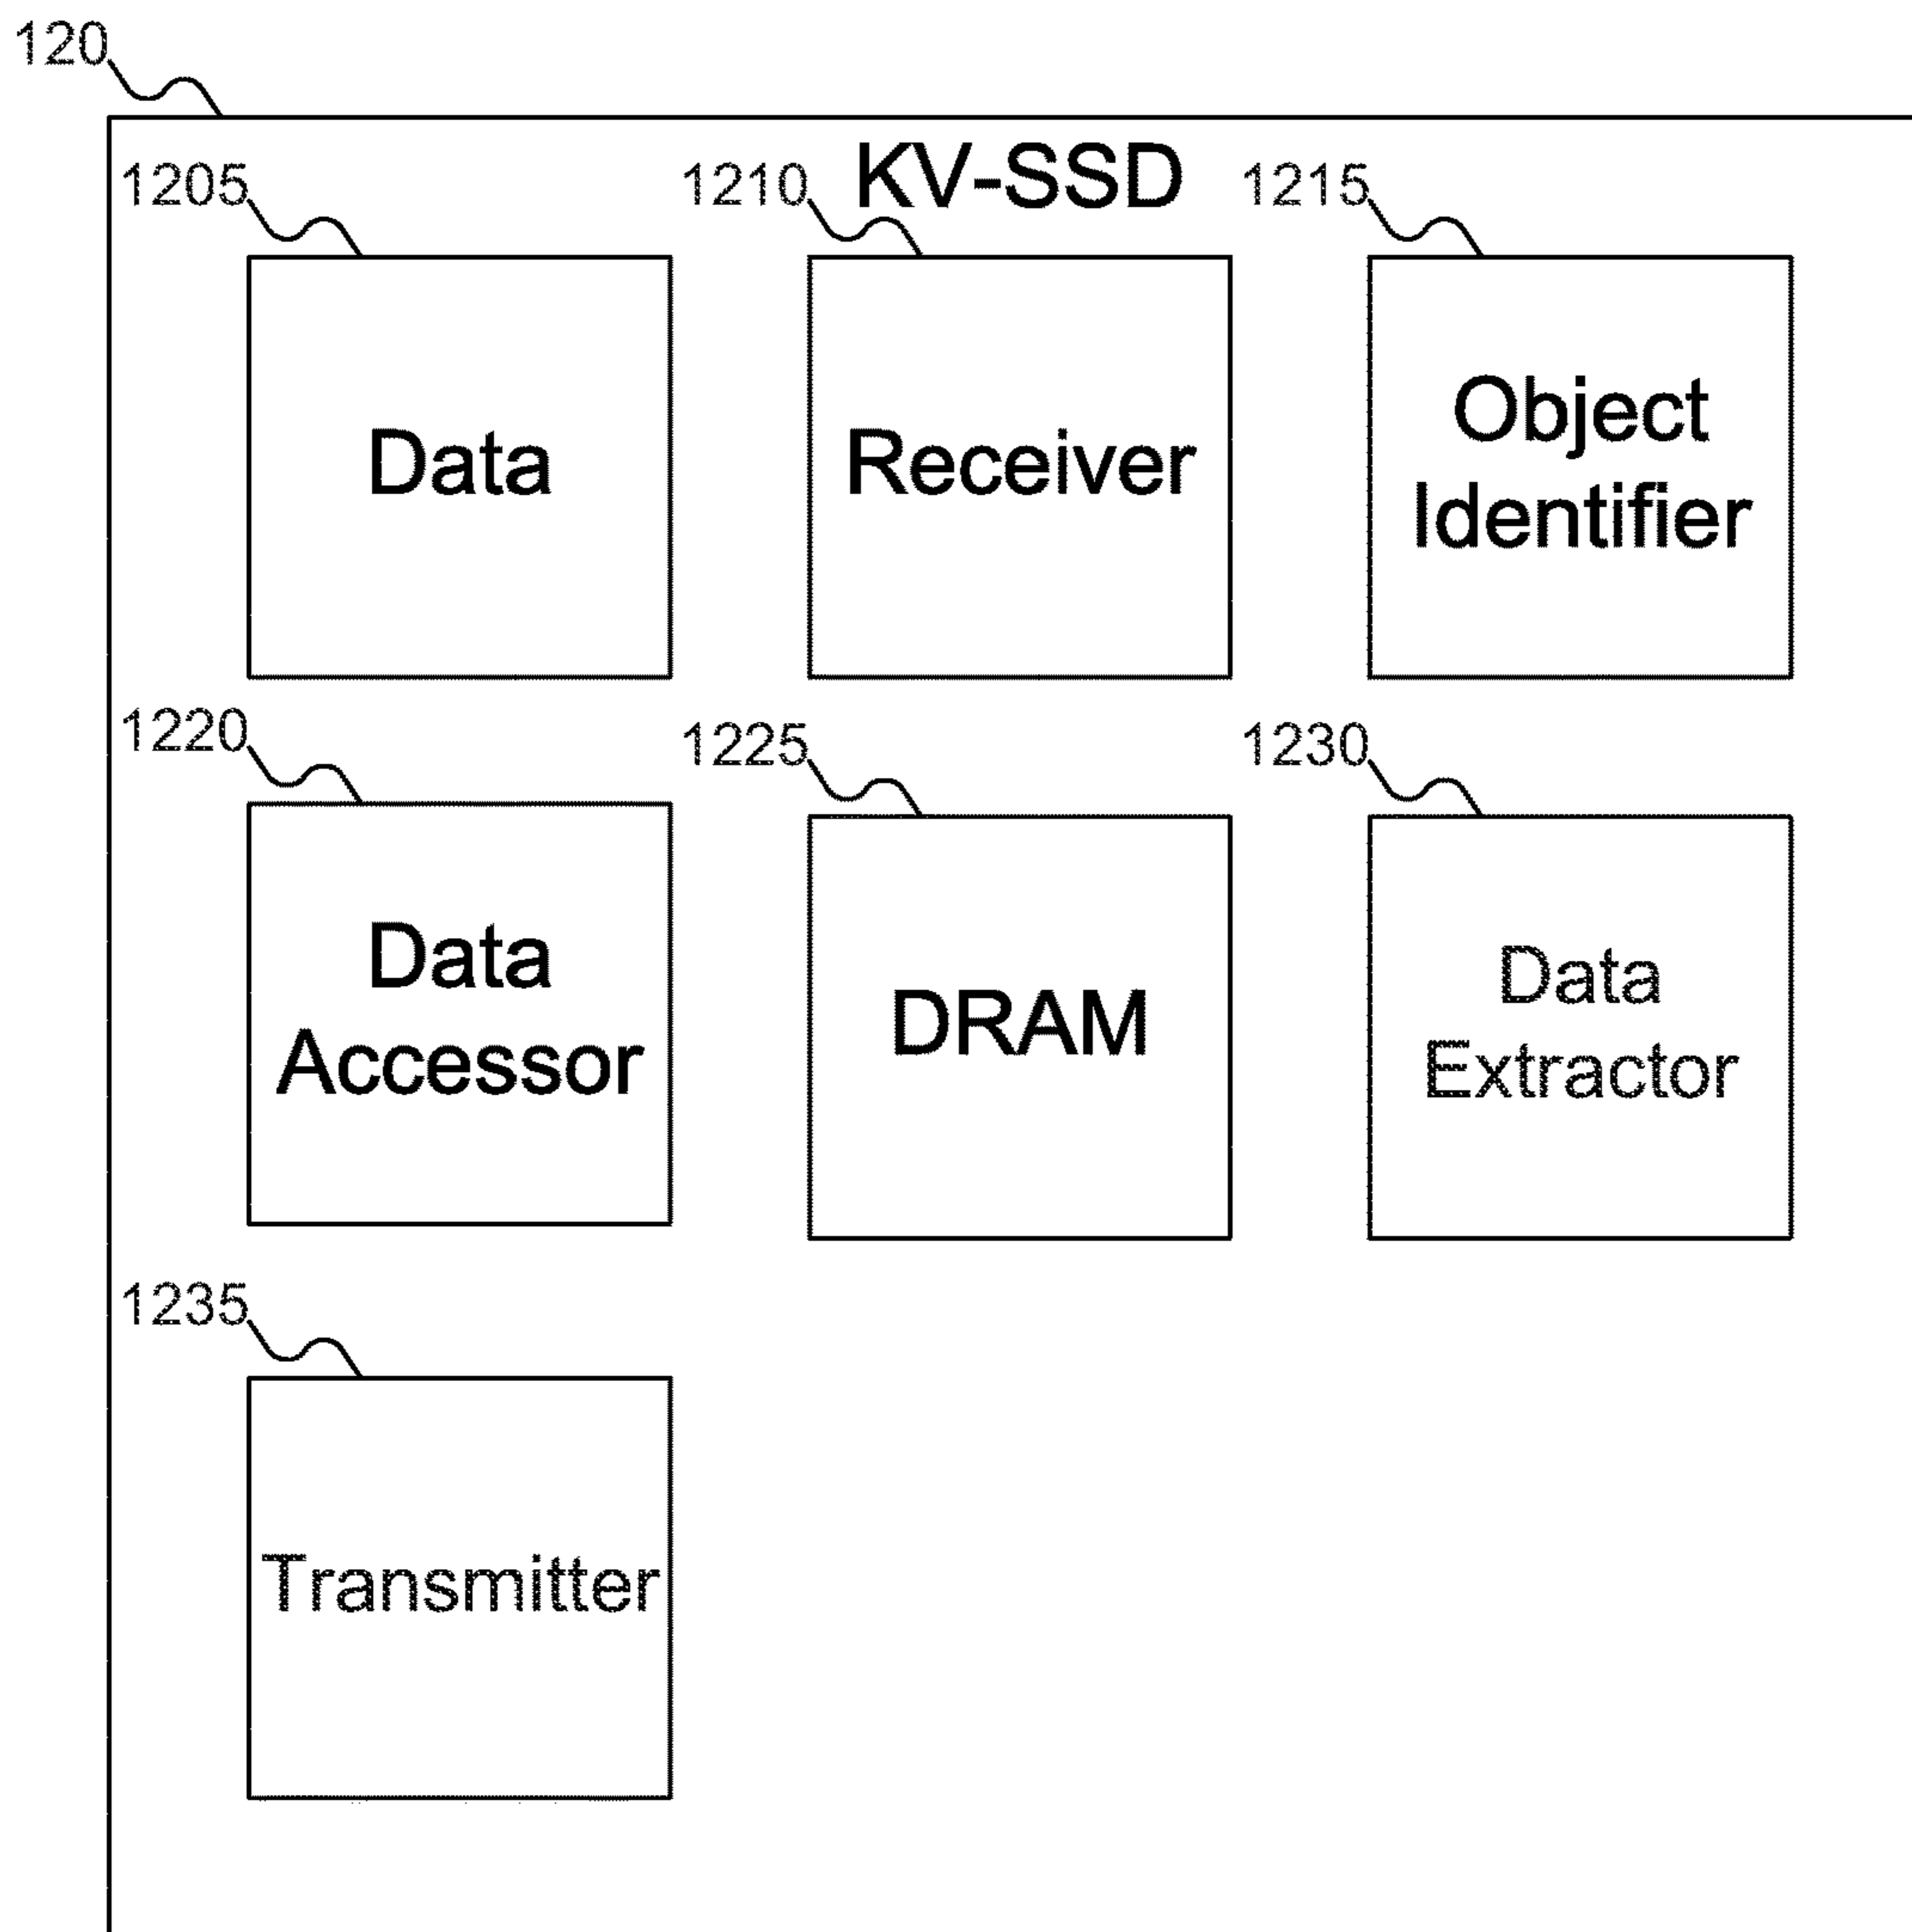 120
KV-SSD
1205
1210
1215
Data
Receiver
Object
Identifier
1220
1225
1230
Data
Accessor
DRAM
Data
Extractor
1235
Transmitter